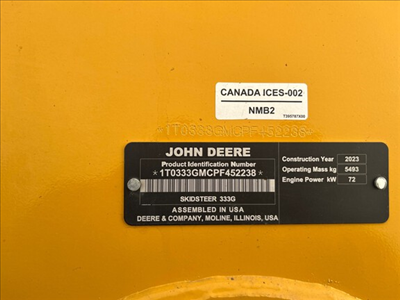 CANADA ICES-002
NMB2
*1T0333GMCPF452238*
JOHN DEERE
Product Identification Number
*1T0333GMCPF452238*
SKIDSTEER 333G
ASSEMBLED IN USA
DEERE & COMPANY, MOLINE, ILLINOIS, USA
Construction Year 2023
Operating Mass kg 5493
Engine Power kW 72